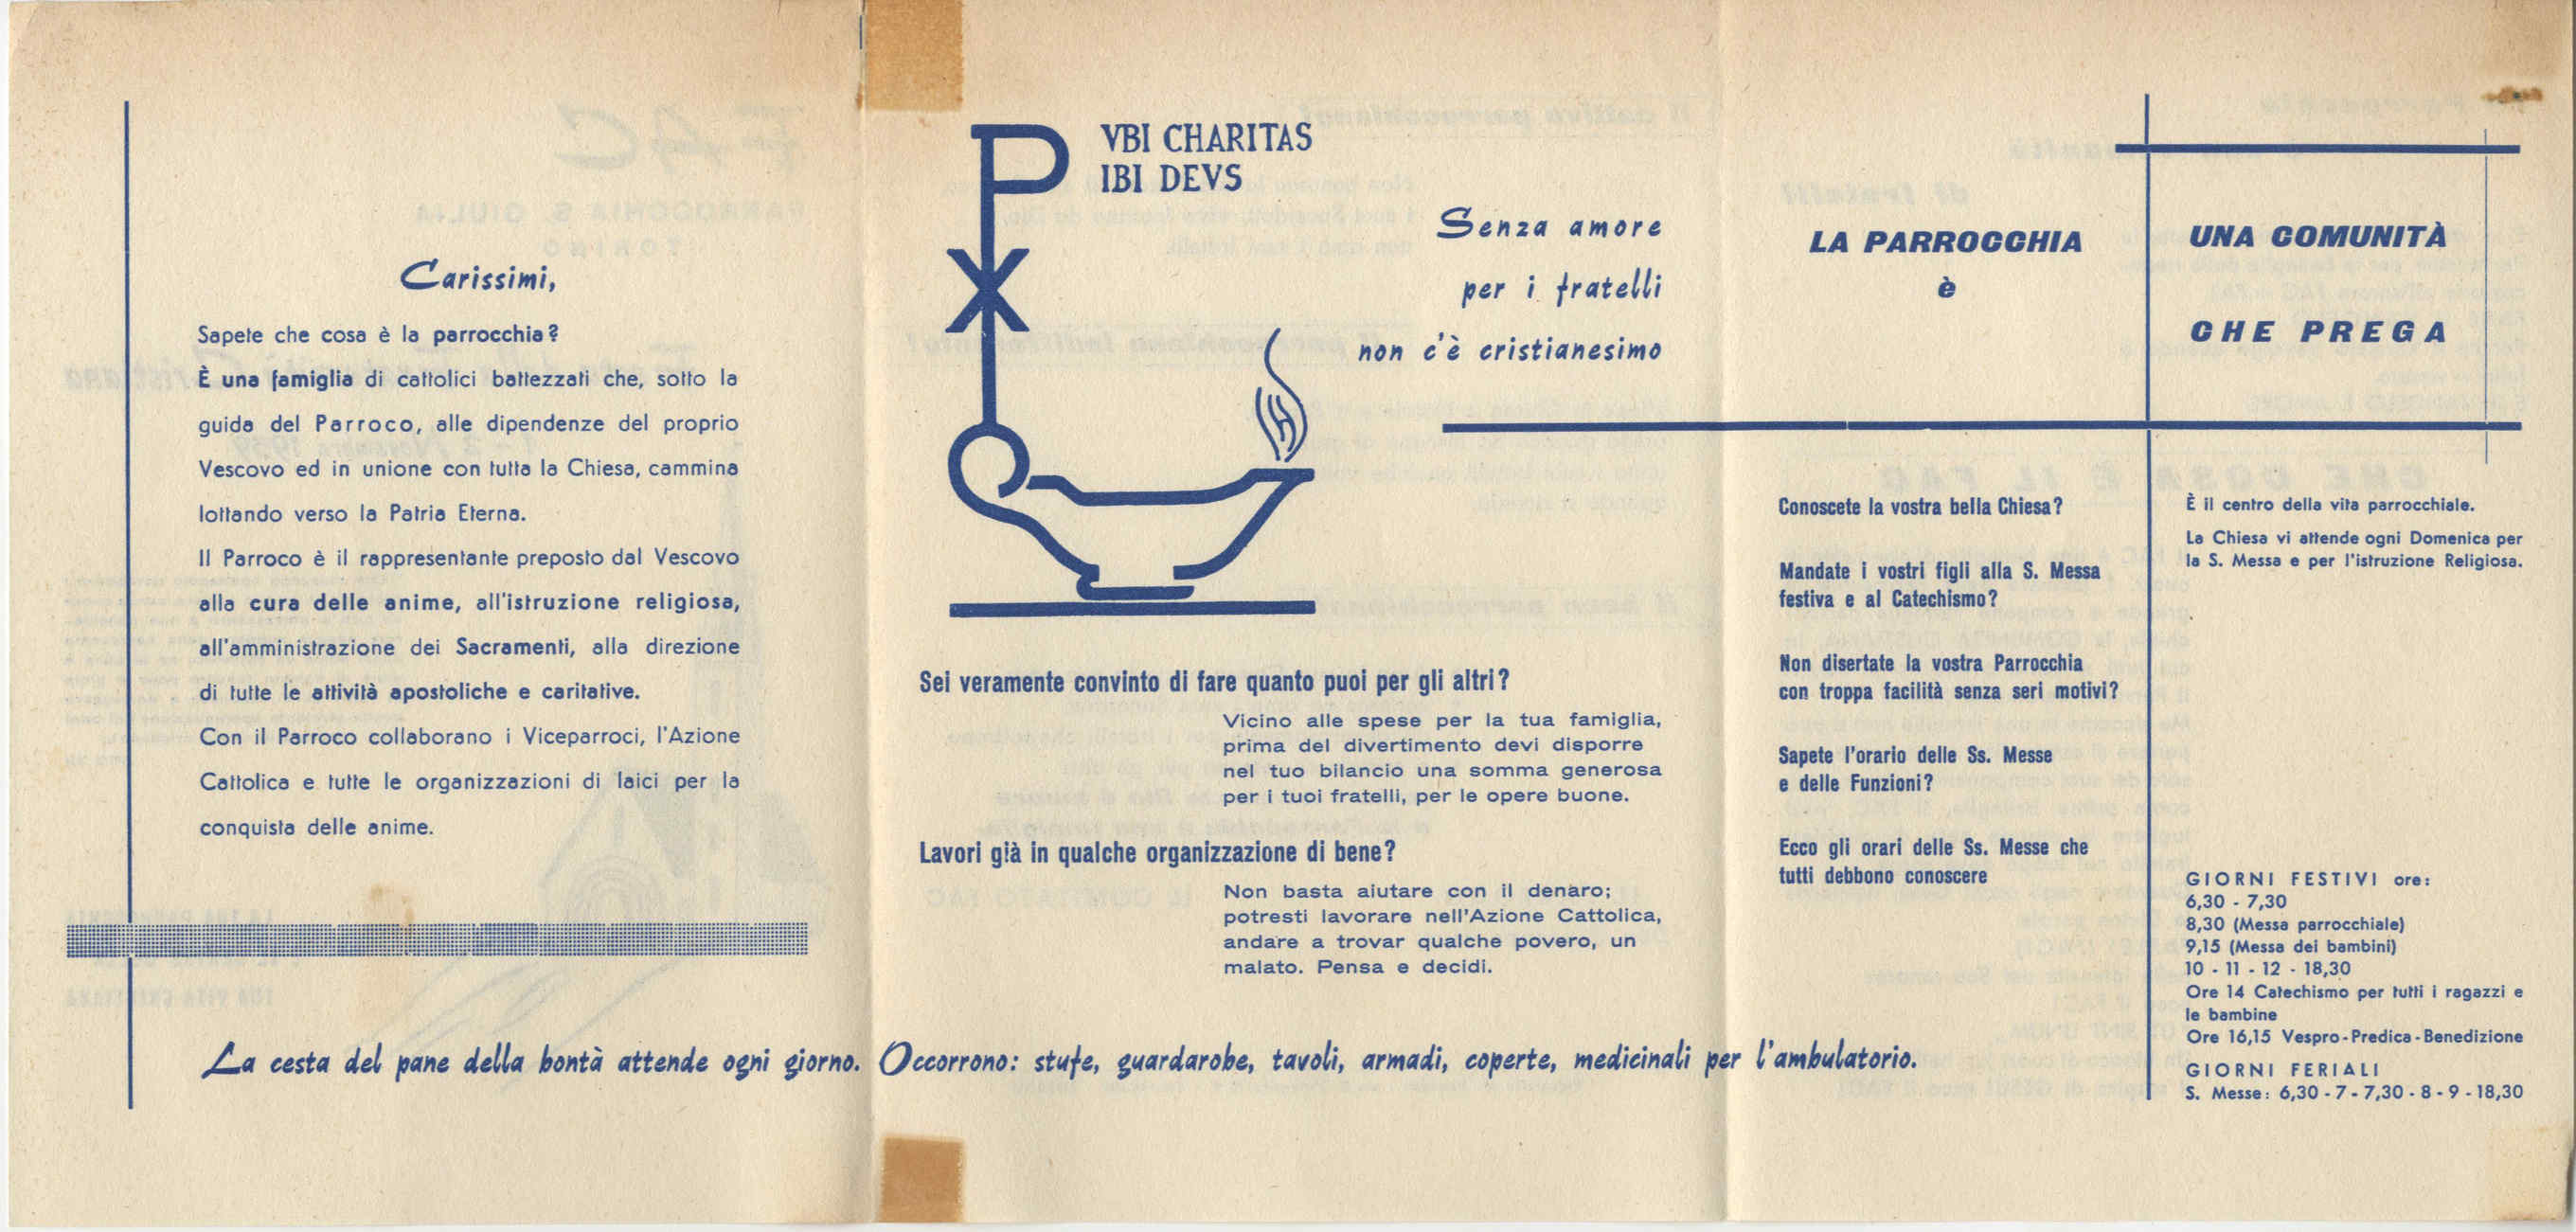 Carissimi,
Sapete che cosa è la parrocchia?
È una famiglia di cattolici battezzati che, sotto la
guida del Parroco, alle dipendenze del proprio
Vescovo ed in unione con tutta la Chiesa, cammina
lottando verso la Patria Eterna.
Il Parroco è il rappresentante preposto dal Vescovo
alla cura delle anime, all'istruzione religiosa,
all'amministrazione dei Sacramenti, alla direzione
di tutte le attività apostoliche e caritative.
Con il Parroco collaborano i Viceparroci, l'Azione
Cattolica e tutte le organizzazioni di laici per la
conquista delle anime.
VBI CHARITAS
IBI DEVS
Senza amore
per i fratelli
non c'è cristianesimo
Sei veramente convinto di fare quanto puoi per gli altri?
Vicino alle spese per la tua famiglia,
prima del divertimento devi disporre
nel tuo bilancio una somma generosa
per i tuoi fratelli, per le opere buone.
Lavori già in qualche organizzazione di bene?
Non basta aiutare con il denaro;
potresti lavorare nell'Azione Cattolica,
andare a trovar qualche povero, un
malato. Pensa e decidi.
La cesta del pane della bontà attende ogni giorno. Occorrono: stufe, guardarobe, tavoli, armadi, coperte, medicinali per l'ambulatorio.
LA PARROCCHIA
è
Conoscete la vostra bella Chiesa?
Mandate i vostri figli alla S. Messa
festiva e al Catechismo?
Non disertate la vostra Parrocchia
con troppa facilità senza seri motivi?
Sapete l'orario delle Ss. Messe
e delle Funzioni?
Ecco gli orari delle Ss. Messe che
tutti debbono conoscere
UNA COMUNITÀ
CHE PREGA
È il centro della vita parrocchiale.
La Chiesa vi attende ogni Domenica per
la S. Messa e per l'istruzione Religiosa.
GIORNI FESTIVI ore:
6,30 - 7,30
8,30 (Messa parrocchiale)
9,15 (Messa dei bambini)
10 - 11 - 12 - 18,30
Ore 14 Catechismo per tutti i ragazzi e
le bambine
Ore 16,15 Vespro - Predica - Benedizione
GIORNI FERIALI
S. Messe: 6,30 - 7 - 7,30 - 8 - 9 - 18,30